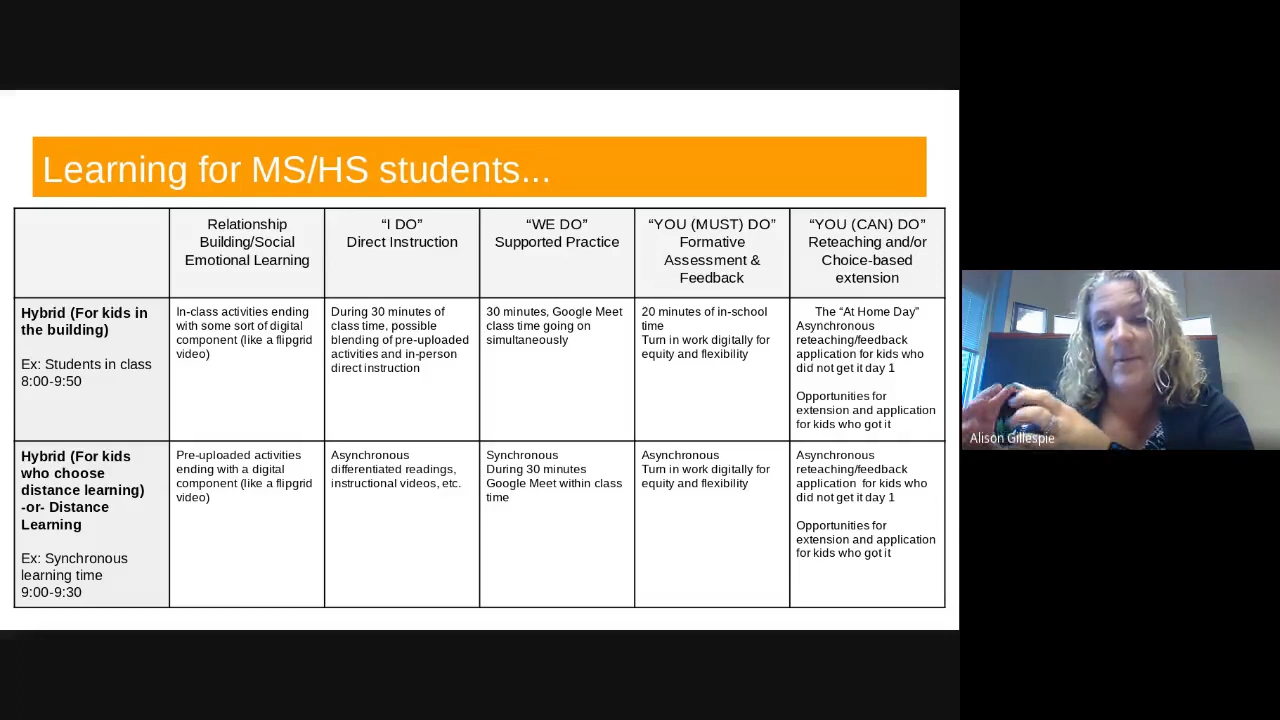 Learning for MS/HS students...
Relationship
Building/Social
Emotional Learning
“I DO”
Direct Instruction
“WE DO”
Supported Practice
“YOU (MUST) DO”
Formative
Assessment &
Feedback
“YOU (CAN) DO”
Reteaching and/or
Choice-based
extension
Hybrid (For kids in
the building)
Ex: Students in class
8:00-9:50
In-class activities ending
with some sort of digital
component (like a flipgrid
video)
During 30 minutes of
class time, possible
blending of pre-uploaded
activities and in-person
direct instruction
30 minutes, Google Meet
class time going on
simultaneously
20 minutes of in-school
time
Turn in work digitally for
equity and flexibility
The “At Home Day”
Asynchronous
reteaching/feedback
application for kids who
did not get it day 1
Opportunities for
extension and application
for kids who got it
Hybrid (For kids
who choose
distance learning)
-or- Distance
Learning
Ex: Synchronous
learning time
9:00-9:30
Pre-uploaded activities
ending with a digital
component (like a flipgrid
video)
Asynchronous
differentiated readings,
instructional videos, etc.
Synchronous
During 30 minutes
Google Meet within class
time
Asynchronous
Turn in work digitally for
equity and flexibility
Asynchronous
reteaching/feedback
application for kids who
did not get it day 1
Opportunities for
extension and application
for kids who got it
Alison Gillespie